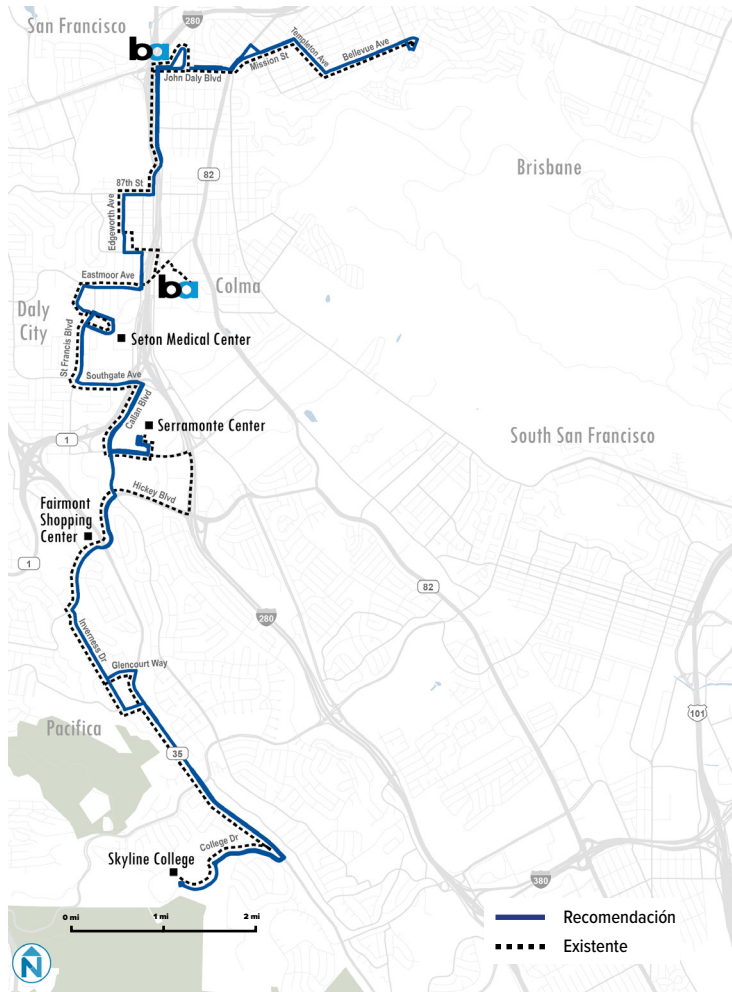 San Francisco
280
ba
Templeton Ave
Bellevue Ave
Mission St
John Daly Blvd
82
Brisbane
87th St
Edgeworth Ave
Eastmoor Ave
ba
Colma
Daly
City
St Francis Blvd
Seton Medical Center
Southgate Ave
Callan Blvd
Serramonte Center
1
South San Francisco
Hickey Blvd
Fairmont
Shopping
Center
1
82
280
Inverness Dr
Glencourt Way
101
Pacifica
35
College Dr
Skyline College
380
0 mi
1 mi
2 mi
Recomendación
Existente
N